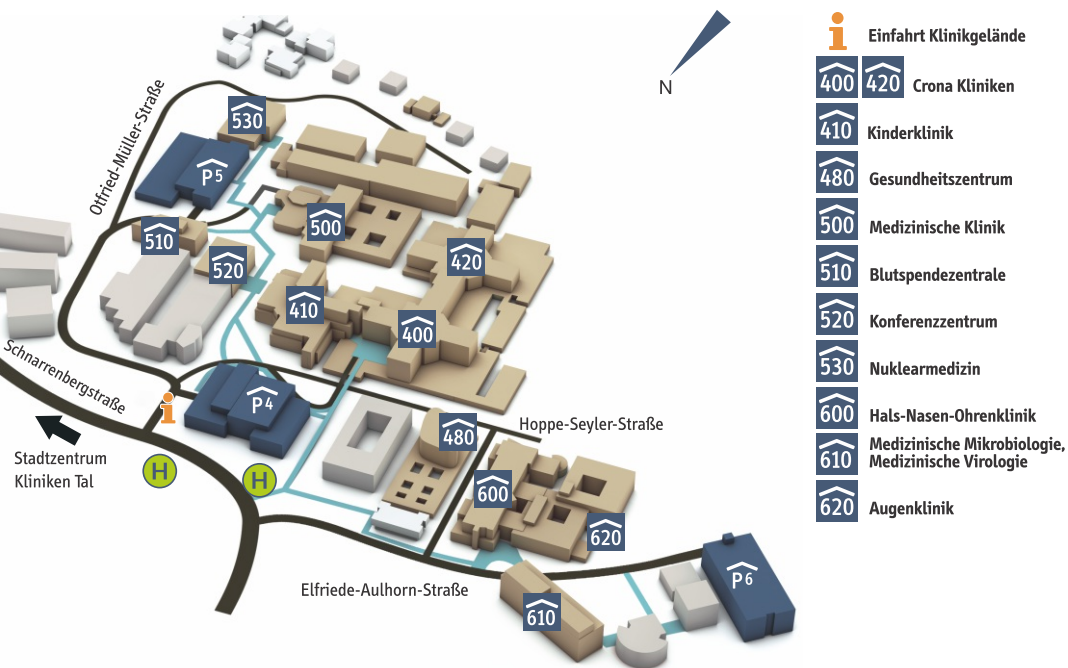 N
Otfried-Müller-Straße
530
P5
510
500
520
420
410
400
Schnarrenbergstraße
P4
i
Stadtzentrum
Kliniken Tal
H
H
480
Hoppe-Seyler-Straße
600
620
Elfriede-Aulhorn-Straße
P6
610
i Einfahrt Klinikgelände
400 420 Crona Kliniken
410 Kinderklinik
480 Gesundheitszentrum
500 Medizinische Klinik
510 Blutspendezentrale
520 Konferenzzentrum
530 Nuklearmedizin
600 Hals-Nasen-Ohrenklinik
610 Medizinische Mikrobiologie,
Medizinische Virologie
620 Augenklinik